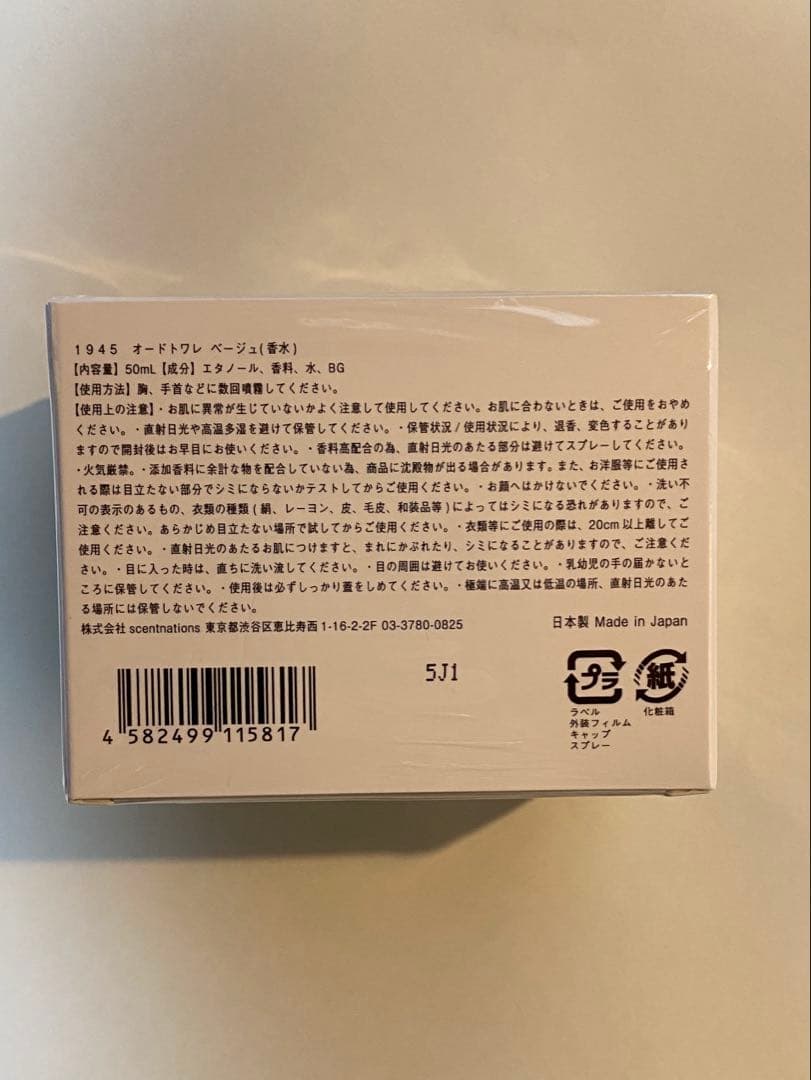 1945 オードトワレ ベージュ(香水)
【内容量】50mL【成分】エタノール、香料、水、BG
【使用方法】胸、手首などに数回噴霧してください。
【使用上の注意】・お肌に異常が生じていないかよく注意して使用してください。お肌に合わないときは、ご使用をおやめ
ください。・直射日光や高温多湿を避けて保管してください。・保管状況/使用状況により、退香、変色することがあり
ますので開封後はお早目にお使いください。・香料高配合の為、直射日光のあたる部分は避けてスプレーしてください。
・火気厳禁。・添加香料に余計な物を配合していない為、商品に沈殿物が出る場合があります。また、お洋服等にご使用さ
れる際は目立たない部分でシミにならないかテストしてからご使用ください。・お顔へはかけないでください。・洗い不
可の表示のあるもの、衣類の種類(絹、レーヨン、皮、毛皮、和装品等)によってはシミになる恐れがありますので、ご
注意ください。あらかじめ目立たない場所で試してからご使用ください。・衣類等にご使用の際は、20cm以上離してご
使用ください。・直射日光のあたるお肌につけますと、まれにかぶれたり、シミになることがありますので、ご注意くだ
さい。・目に入った時は、直ちに洗い流してください。・目の周囲は避けてお使いください。・乳幼児の手の届かないと
ころに保管してください。・使用後は必ずしっかり蓋をしめてください。・極端に高温又は低温の場所、直射日光のあた
る場所には保管しないでください。
株式会社 scentnations 東京都渋谷区恵比寿西1-16-2-2F 03-3780-0825
日本製 Made in Japan
5J1
4 582499 115817
プラ
ラベル
外装フィルム
キャップ
スプレー
紙
化粧箱